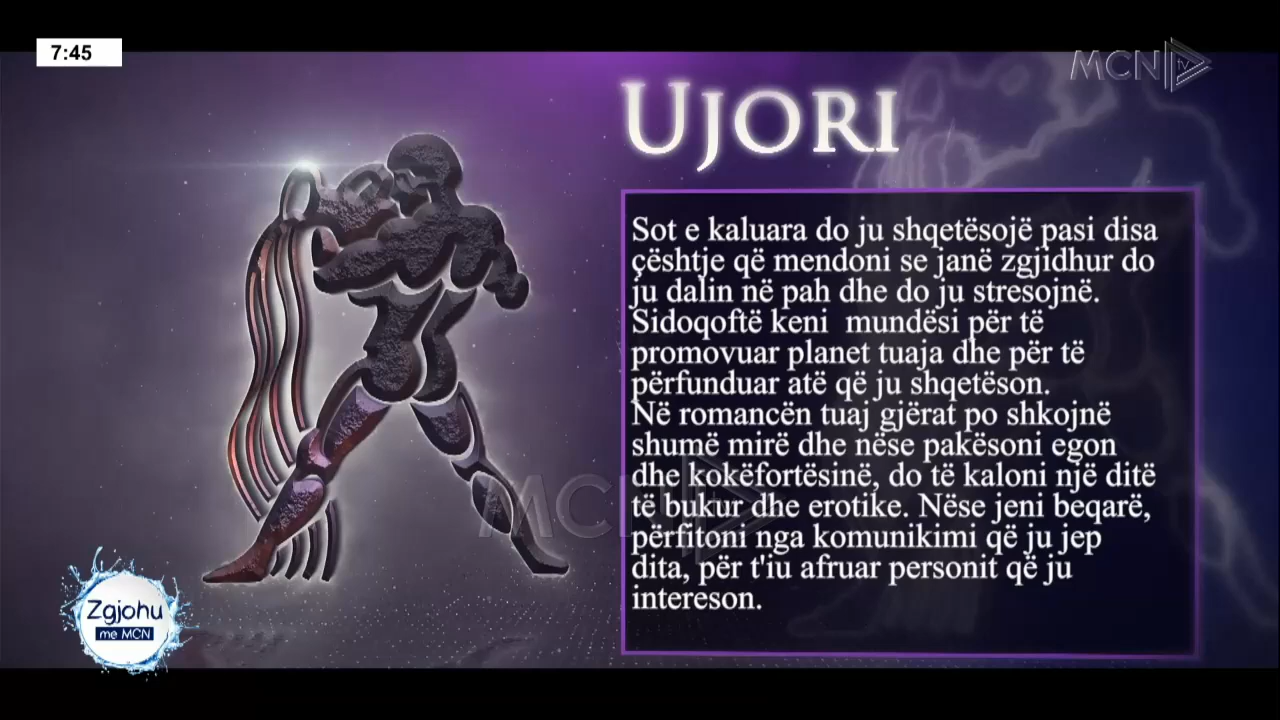 7:45
MCN tv
UJORI
Sot e kaluara do ju shqetësojë pasi disa
çështje që mendoni se janë zgjidhur do
ju dalin në pah dhe do ju stresojnë.
Sidoqoftë keni  mundësi për të
promovuar planet tuaja dhe për të
përfunduar atë që ju shqetëson.
Në romancën tuaj gjërat po shkojnë
shumë mirë dhe nëse pakësoni egon
dhe kokëfortësinë, do të kaloni një ditë
të bukur dhe erotike. Nëse jeni beqarë,
përfitoni nga komunikimi që ju jep
dita, për t'iu afruar personit që ju
intereson.
MCN
Zgjohu
me MCN